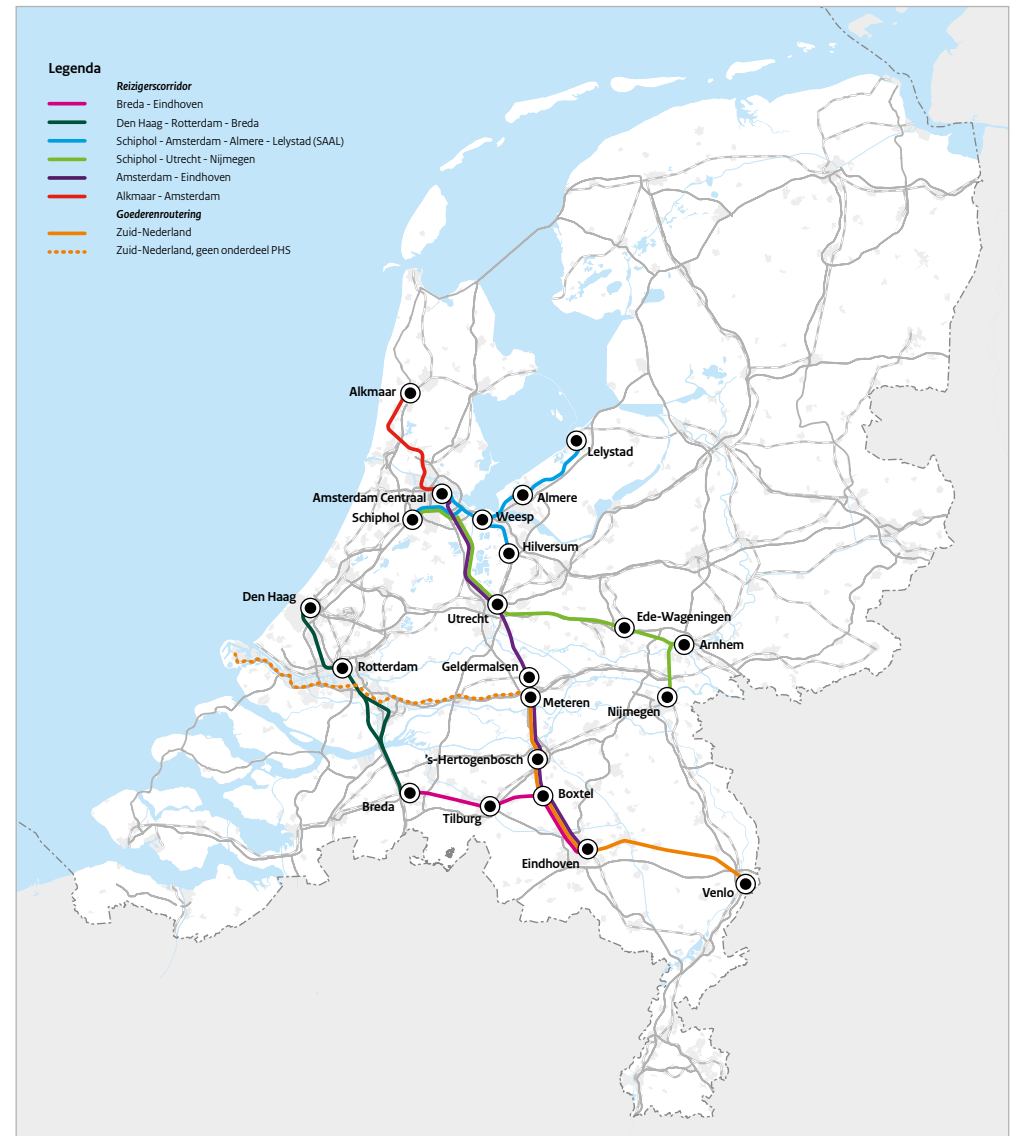 Legenda
Reizigerscorridor
Breda - Eindhoven
Den Haag - Rotterdam - Breda
Schiphol - Amsterdam - Almere - Lelystad (SAAL)
Schiphol - Utrecht - Nijmegen
Amsterdam - Eindhoven
Alkmaar - Amsterdam
Goederenroutering
Zuid-Nederland
Zuid-Nederland, geen onderdeel PHS
Alkmaar
Lelystad
Amsterdam Centraal
Almere
Schiphol
Weesp
Hilversum
Den Haag
Utrecht
Ede-Wageningen
Arnhem
Rotterdam
Geldermalsen
Meteren
Nijmegen
's-Hertogenbosch
Boxtel
Breda
Tilburg
Eindhoven
Venlo